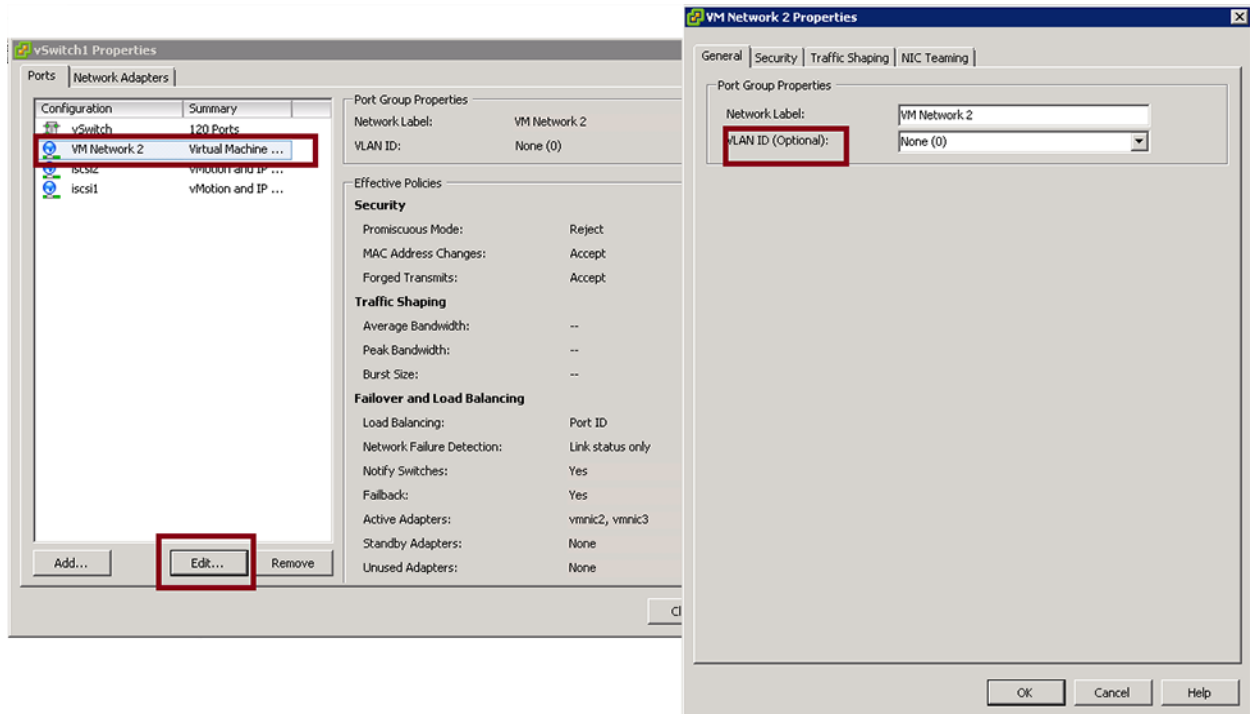 vSwitch1 Properties
Ports Network Adapters
Configuration Summary
vSwitch 120 Ports
VM Network 2 Virtual Machine ...
iscsi2 vMotion and IP ...
iscsi1 vMotion and IP ...
Add... Edit... Remove
Port Group Properties
Network Label: VM Network 2
VLAN ID: None (0)
Effective Policies
Security
Promiscuous Mode: Reject
MAC Address Changes: Accept
Forged Transmits: Accept
Traffic Shaping
Average Bandwidth: --
Peak Bandwidth: --
Burst Size: --
Failover and Load Balancing
Load Balancing: Port ID
Network Failure Detection: Link status only
Notify Switches: Yes
Failback: Yes
Active Adapters: vmnic2, vmnic3
Standby Adapters: None
Unused Adapters: None
Cl
VM Network 2 Properties
General Security Traffic Shaping NIC Teaming
Port Group Properties
Network Label: VM Network 2
VLAN ID (Optional): None (0)
OK Cancel Help